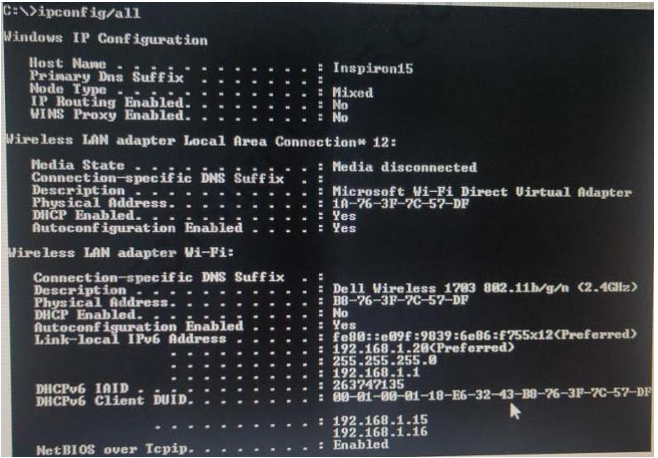 C:\>ipconfig/all
Windows IP Configuration
Host Name . . . . . . . . . . . . : Inspiron15
Primary Dns Suffix . . . . . . . :
Node Type . . . . . . . . . . . . : Mixed
IP Routing Enabled. . . . . . . . : No
WINS Proxy Enabled. . . . . . . . : No
Wireless LAN adapter Local Area Connection* 12:
Media State . . . . . . . . . . . : Media disconnected
Connection-specific DNS Suffix . :
Description . . . . . . . . . . . : Microsoft Wi-Fi Direct Virtual Adapter
Physical Address. . . . . . . . . : 1A-76-3F-7C-57-DF
DHCP Enabled. . . . . . . . . . . : Yes
Autoconfiguration Enabled . . . . : Yes
Wireless LAN adapter Wi-Fi:
Connection-specific DNS Suffix . :
Description . . . . . . . . . . . : Dell Wireless 1703 802.11b/g/n (2.4GHz)
Physical Address. . . . . . . . . : B8-76-3F-7C-57-DF
DHCP Enabled. . . . . . . . . . . : No
Autoconfiguration Enabled . . . . : Yes
Link-local IPv6 Address . . . . . : fe80::e09f:9839:6e86:f755x12(Preferred)
. . . . . . . : 192.168.1.20(Preferred)
. . . . . . . : 255.255.255.0
. . . . . . . : 192.168.1.1
DHCPv6 IAID . . . . . . . . . . . : 263747135
DHCPv6 Client DUID. . . . . . . . : 00-01-00-01-18-E6-32-43-B8-76-3F-7C-57-DF
. . . . . . . . : 192.168.1.15
192.168.1.16
NetBIOS over Tcpip. . . . . . . . : Enabled